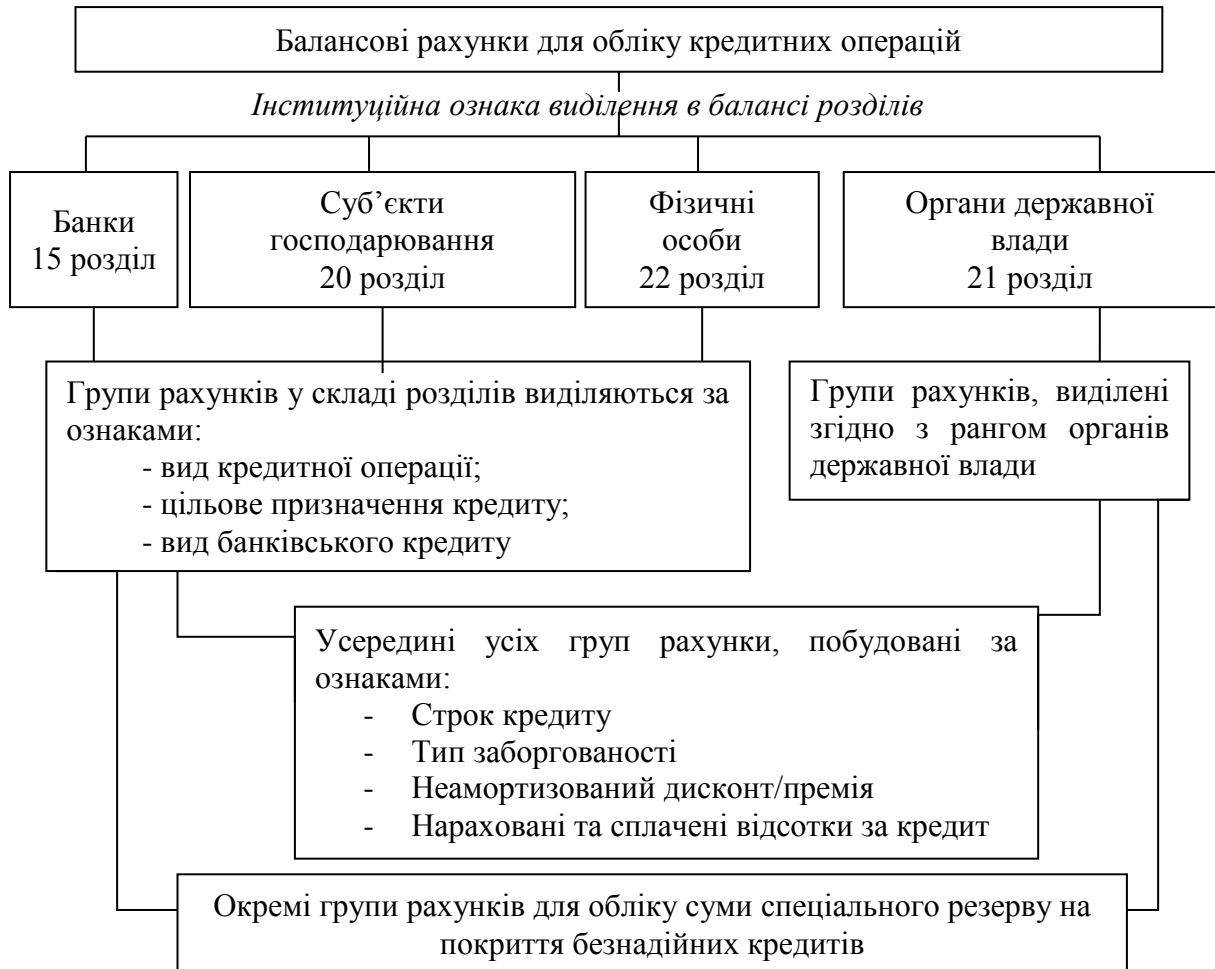 Балансові рахунки для обліку кредитних операцій
Інституційна ознака виділення в балансі розділів
Банки
15 розділ
Суб’єкти
господарювання
20 розділ
Фізичні
особи
22 розділ
Органи державної
влади
21 розділ
Групи рахунків у складі розділів виділяються за
ознаками:
- вид кредитної операції;
- цільове призначення кредиту;
- вид банківського кредиту
Групи рахунків, виділені
згідно з рангом органів
державної влади
Усередині усіх груп рахунки, побудовані за
ознаками:
- Строк кредиту
- Тип заборгованості
- Неамортизований дисконт/премія
- Нараховані та сплачені відсотки за кредит
Окремі групи рахунків для обліку суми спеціального резерву на
покриття безнадійних кредитів